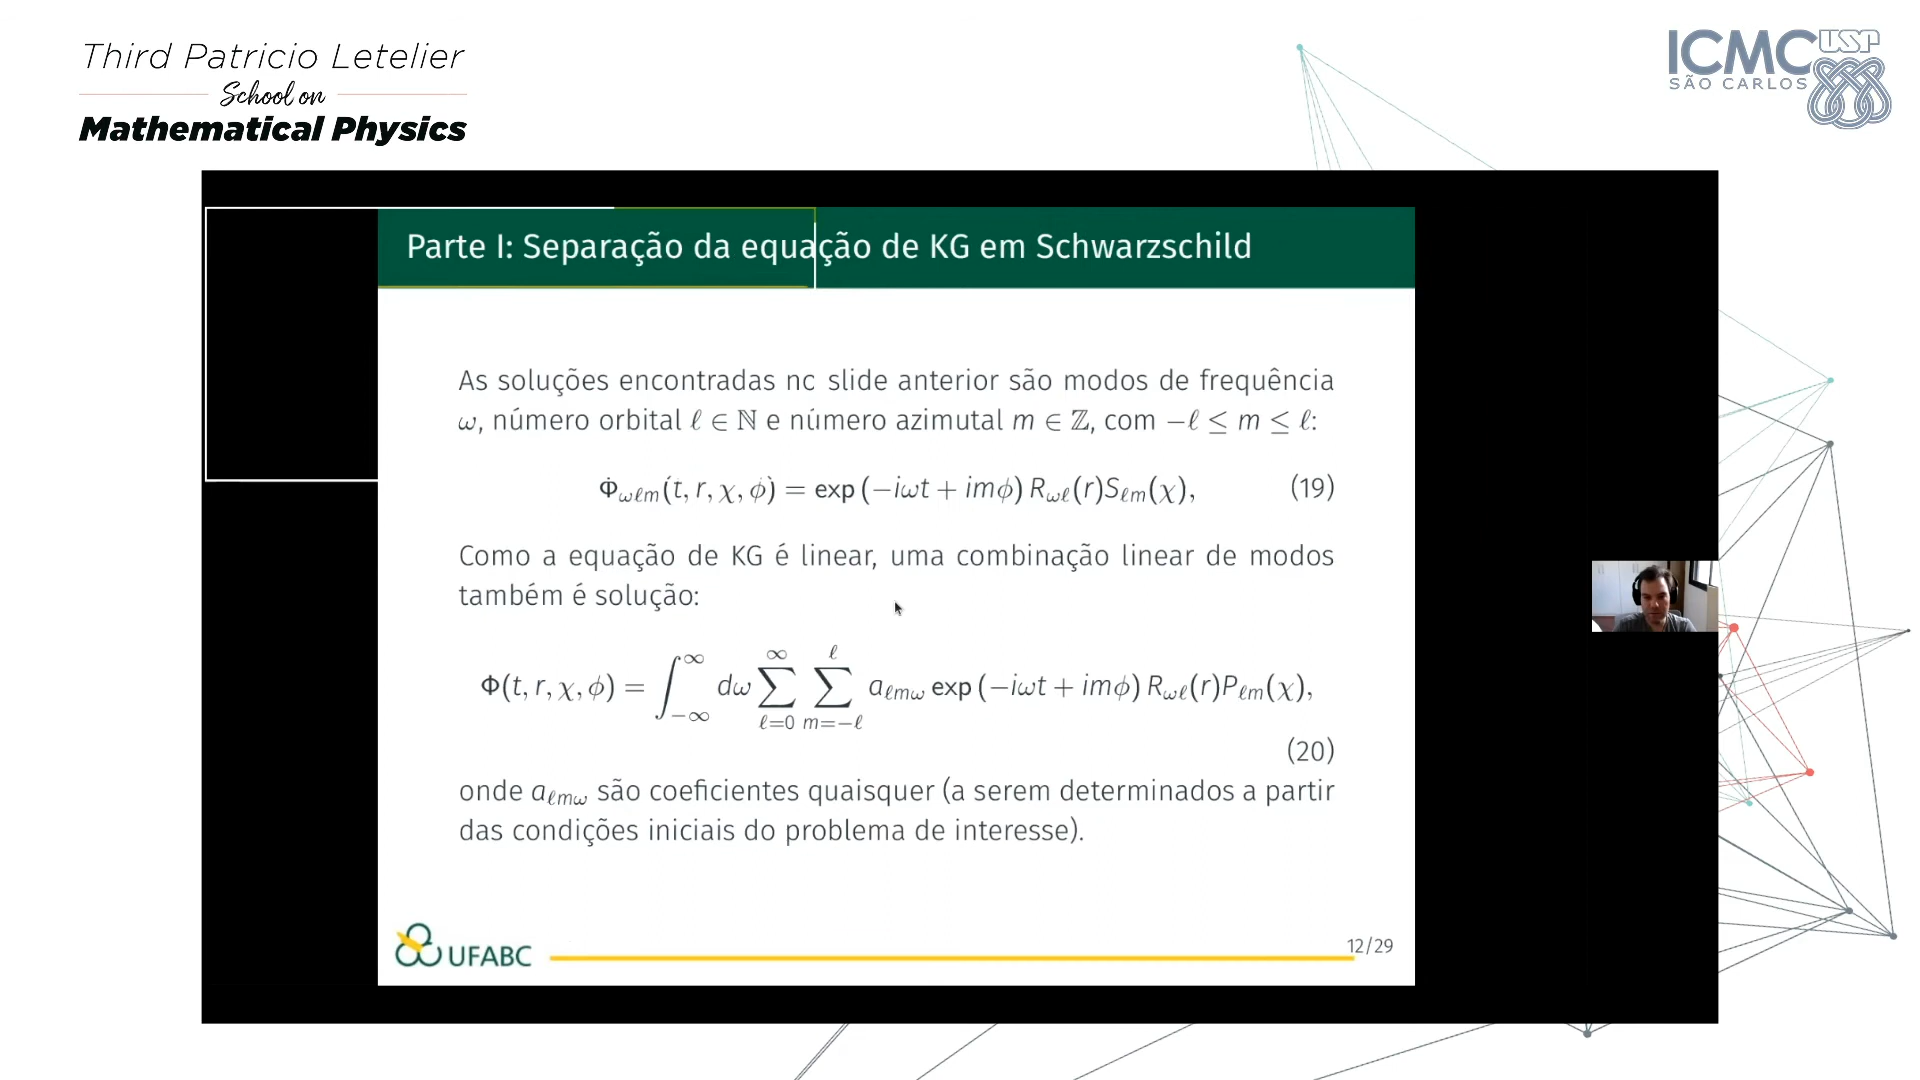 Third Patricio Letelier
School on
Mathematical Physics
ICMC USP
SÃO CARLOS
Parte I: Separação da equação de KG em Schwarzschild
As soluções encontradas no slide anterior são modos de frequência
ω, número orbital ℓ ∈ ℕ e número azimutal m ∈ ℤ, com −ℓ ≤ m ≤ ℓ:
Φ_{ωℓm}(t, r, χ, ϕ) = exp (−iωt + imϕ) R_{ωℓ}(r)S_{ℓm}(χ), (19)
Como a equação de KG é linear, uma combinação linear de modos
também é solução:
Φ(t, r, χ, ϕ) = ∫_{−∞}^{∞} dω ∑_{ℓ=0}^{∞} ∑_{m=−ℓ}^{ℓ} a_{ℓmω} exp (−iωt + imϕ) R_{ωℓ}(r)P_{ℓm}(χ),
(20)
onde a_{ℓmω} são coeficientes quaisquer (a serem determinados a partir
das condições iniciais do problema de interesse).
UFABC
12/29